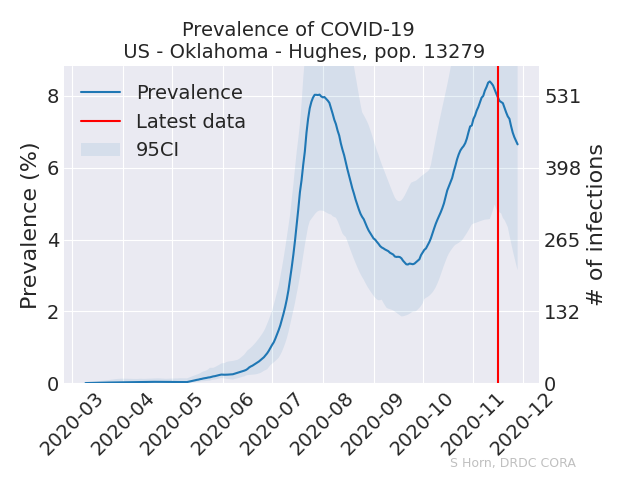 Prevalence of COVID-19
US - Oklahoma - Hughes, pop. 13279
Prevalence
Latest data
95CI
Prevalence (%)
8
6
4
2
0
531
398
265
132
0
# of infections
2020-03
2020-04
2020-05
2020-06
2020-07
2020-08
2020-09
2020-10
2020-11
2020-12
S Horn, DRDC CORA